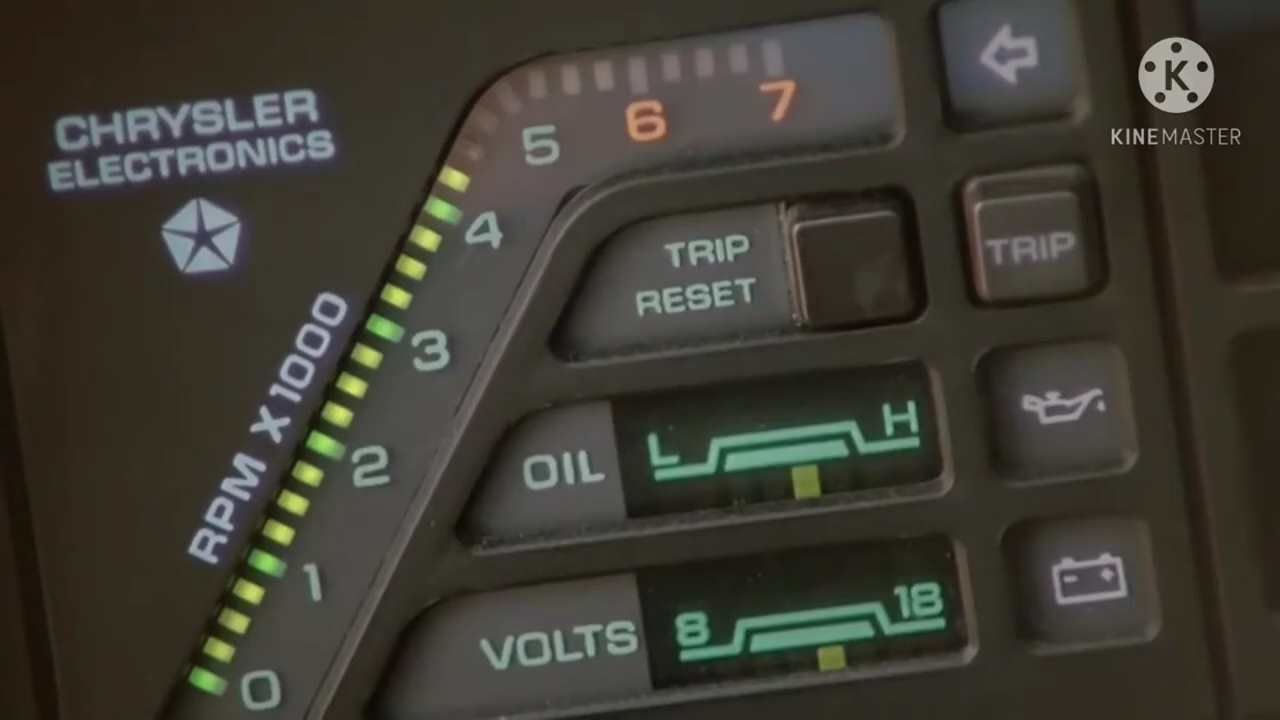 CHRYSLER
ELECTRONICS
RPM X1000
7
6
5
4
3
2
1
0
TRIP
RESET
TRIP
OIL
L H
VOLTS
8 18
K
KINEMASTER